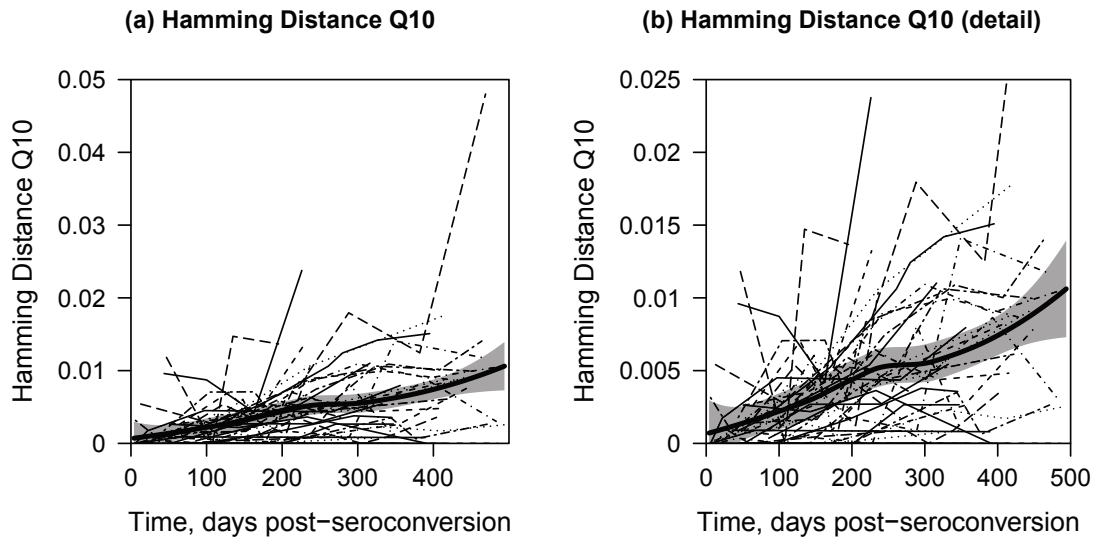 (a) Hamming Distance Q10
0.05
0.04
0.03
0.02
0.01
0
0 100 200 300 400
Hamming Distance Q10
Time, days post−seroconversion
(b) Hamming Distance Q10 (detail)
0.025
0.02
0.015
0.01
0.005
0
0 100 200 300 400 500
Hamming Distance Q10
Time, days post−seroconversion